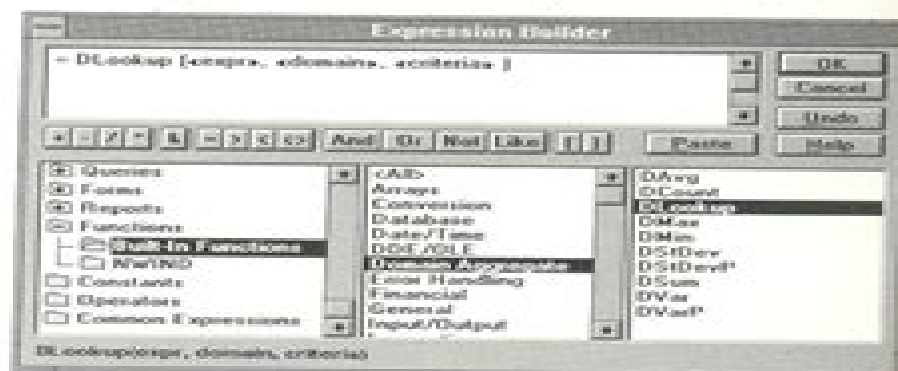 Expression Builder
= DLookup («expr», «domain», «criteria»)
OK
Cancel
Undo
Help
+ - / * & = > < <> And Or Not Like ( ) Paste
Queries
Forms
Reports
Functions
Built-In Functions
NWIND
Constants
Operators
Common Expressions
<All>
Arrays
Conversion
Database
Date/Time
DDE/OLE
Domain Aggregate
Error Handling
Financial
General
Input/Output
DAvg
DCount
DLookup
DMax
DMin
DStDev
DStDevP
DSum
DVar
DVarP
DLookup(expr, domain, criteria)